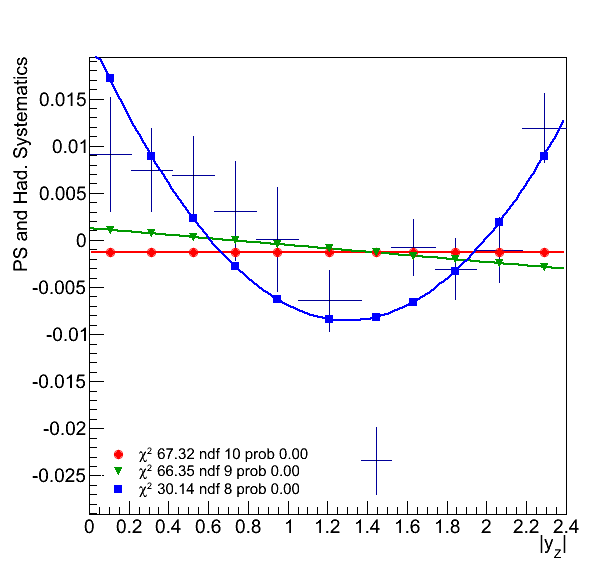 PS and Had. Systematics
0.015
0.01
0.005
0
-0.005
-0.01
-0.015
-0.02
-0.025
χ² 67.32 ndf 10 prob 0.00
χ² 66.35 ndf 9 prob 0.00
χ² 30.14 ndf 8 prob 0.00
0 0.2 0.4 0.6 0.8 1 1.2 1.4 1.6 1.8 2 2.2 2.4
|y_Z|